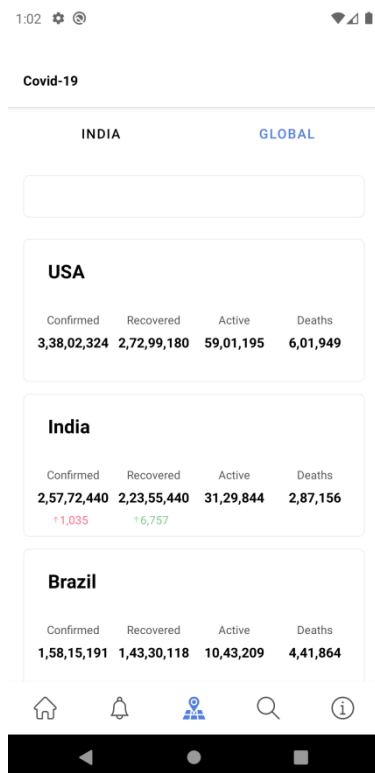 1:02
Covid-19
INDIA GLOBAL
USA
Confirmed Recovered Active Deaths
3,38,02,324 2,72,99,180 59,01,195 6,01,949
India
Confirmed Recovered Active Deaths
2,57,72,440 2,23,55,440 31,29,844 2,87,156
↑1,035 ↑6,757
Brazil
Confirmed Recovered Active Deaths
1,58,15,191 1,43,30,118 10,43,209 4,41,864